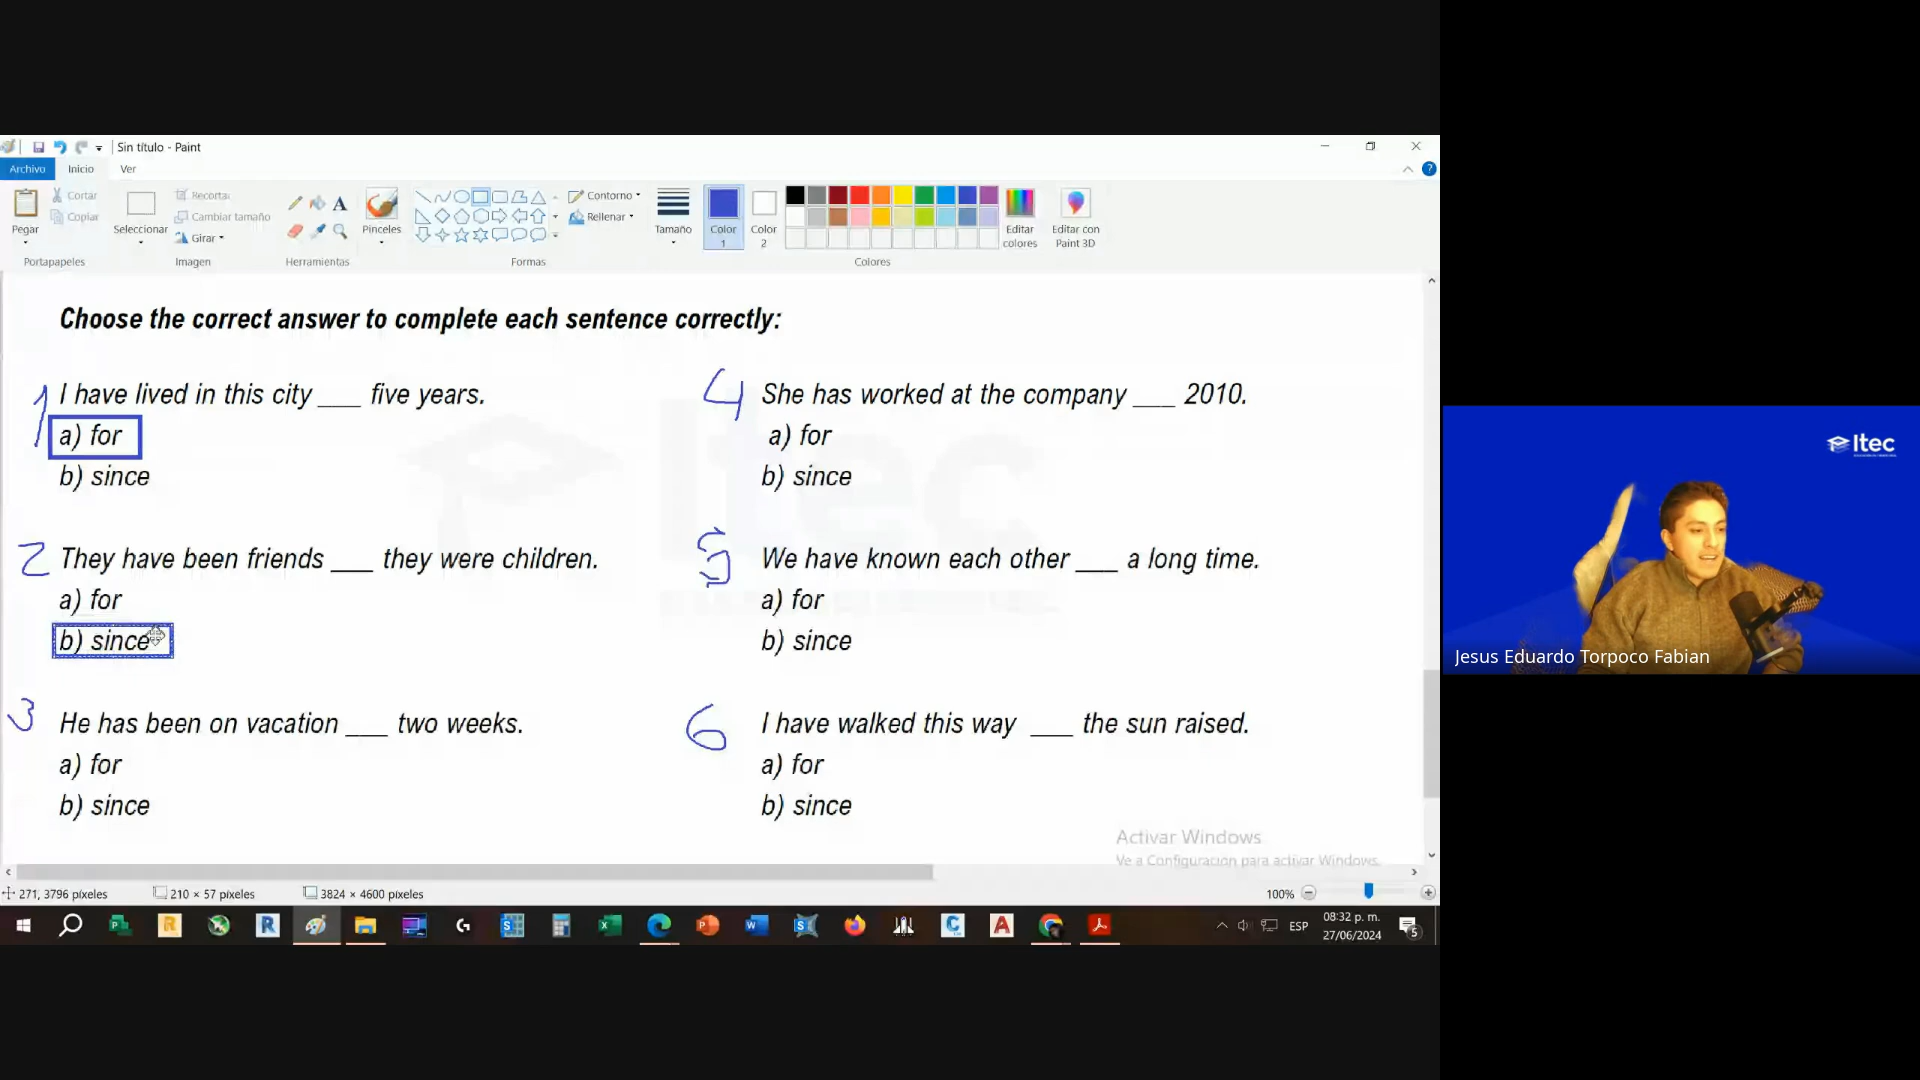 Sin título - Paint
Archivo
Inicio
Ver
Pegar
Cortar
Copiar
Portapapeles
Seleccionar
Recortar
Cambiar tamaño
Girar
Imagen
Herramientas
Pinceles
Contorno
Rellenar
Formas
Tamaño
Color 1
Color 2
Editar colores
Editar con Paint 3D
Colores
Choose the correct answer to complete each sentence correctly:
1 I have lived in this city ___ five years.
a) for
b) since
2 They have been friends ___ they were children.
a) for
b) since
3 He has been on vacation ___ two weeks.
a) for
b) since
4 She has worked at the company ___ 2010.
a) for
b) since
5 We have known each other ___ a long time.
a) for
b) since
6 I have walked this way ___ the sun raised.
a) for
b) since
Itec
Activar Windows
Ve a Configuración para activar Windows.
271, 3796 píxeles
210 × 57 píxeles
3824 × 4600 píxeles
100%
ESP
08:32 p. m.
27/06/2024
5
Itec
Jesus Eduardo Torpoco Fabian